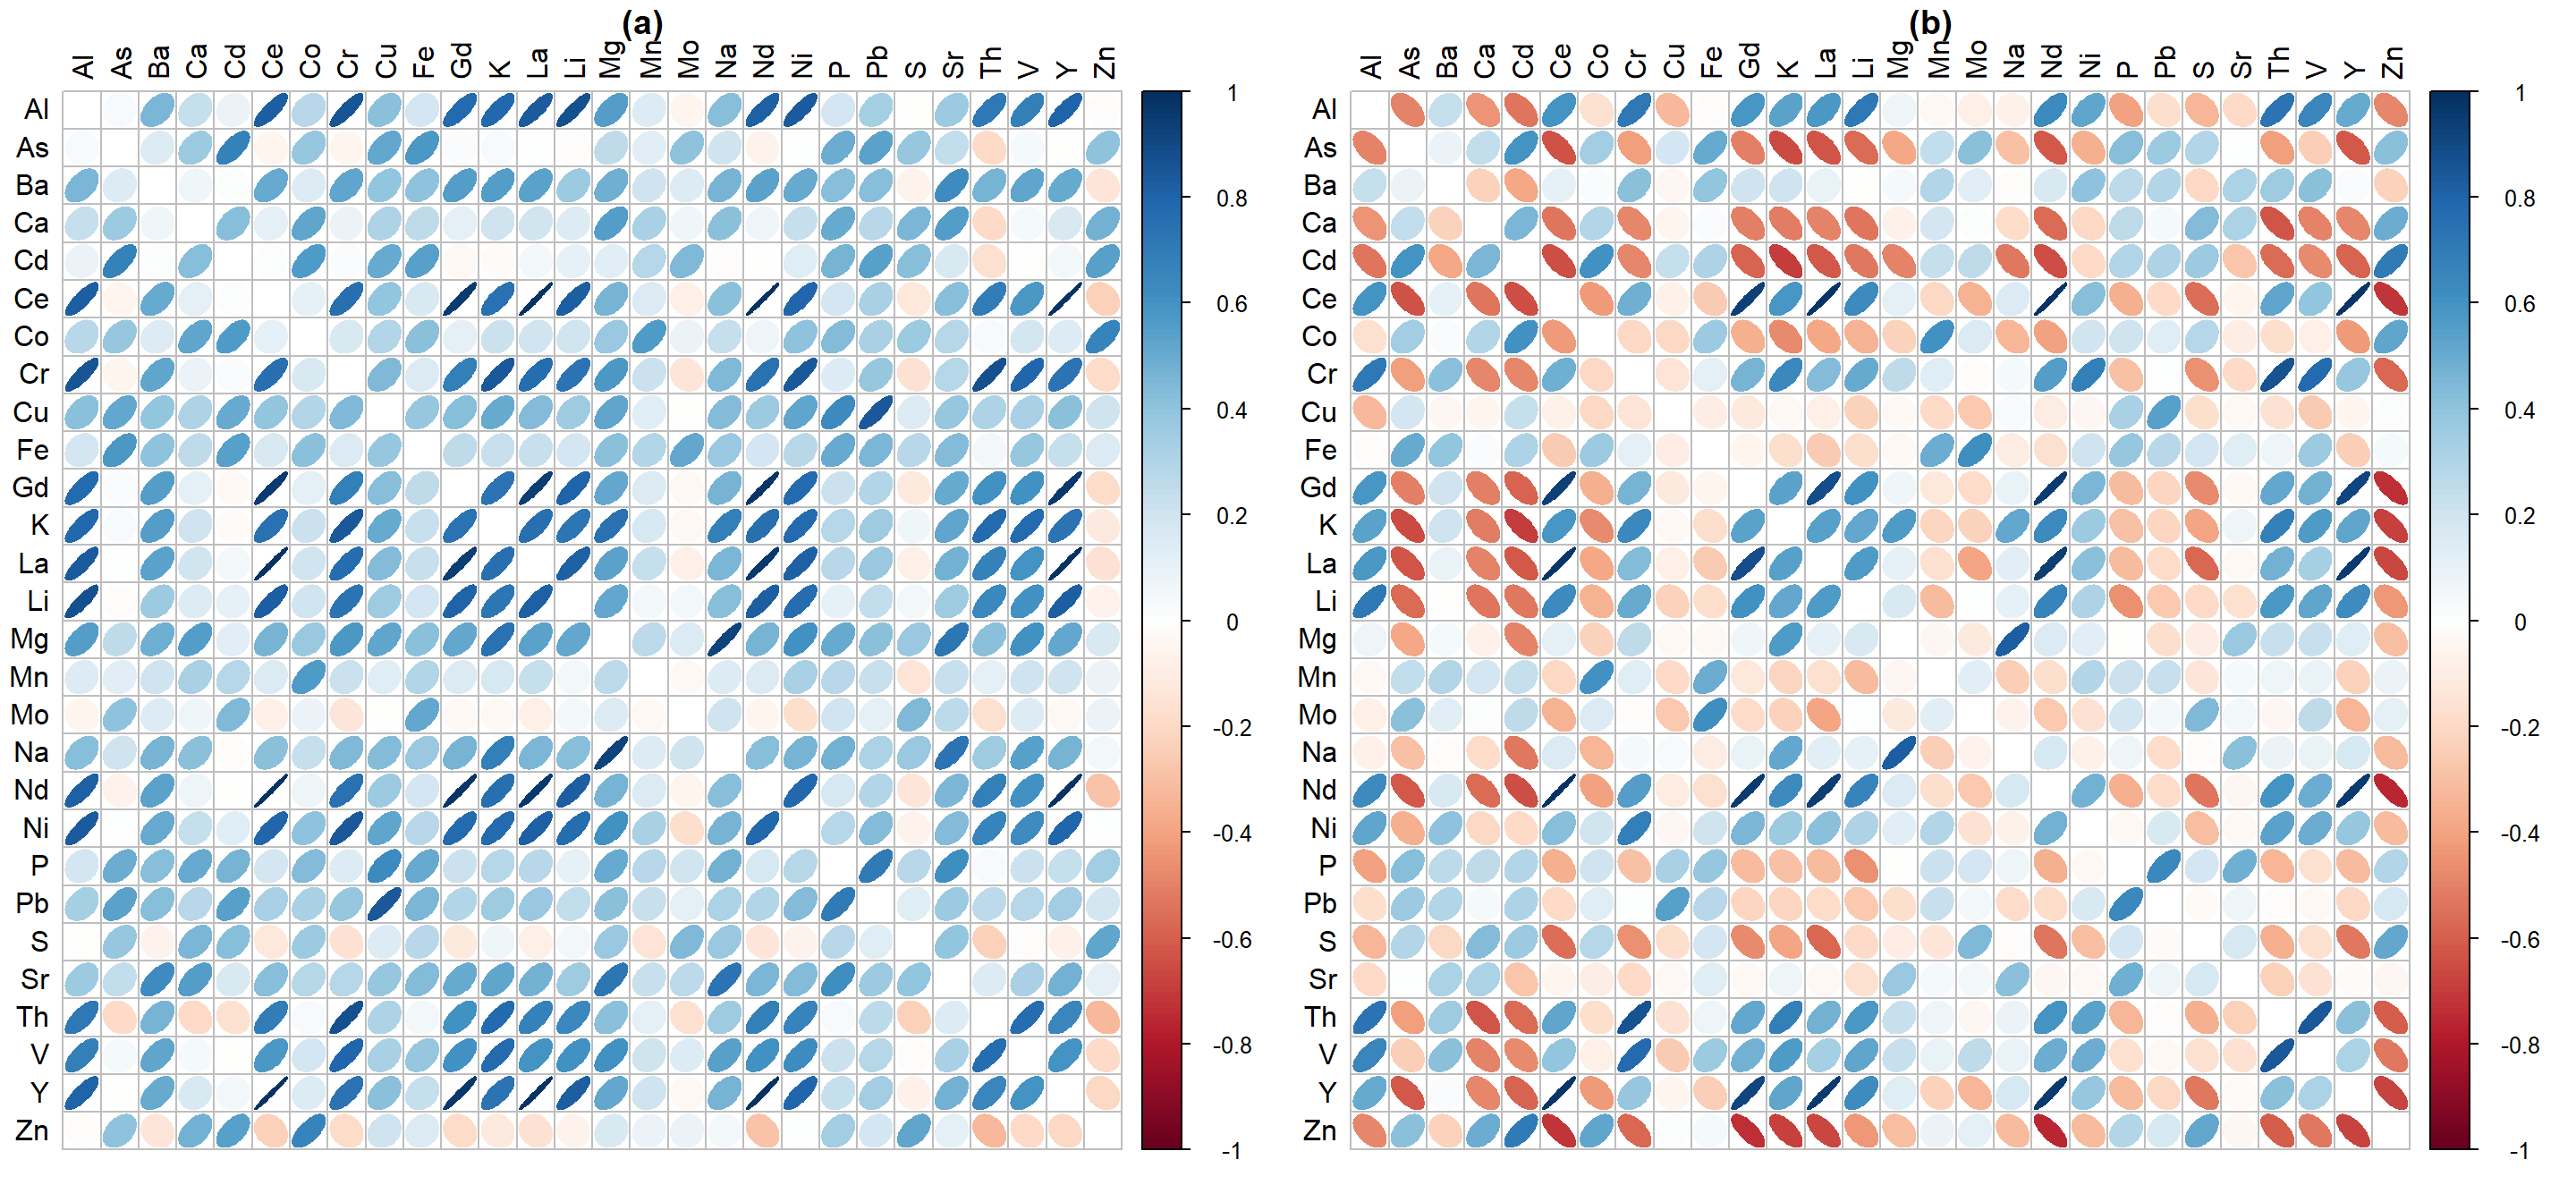 (a)
Al As Ba Ca Cd Ce Co Cr Cu Fe Gd K La Li Mg Mn Mo Na Nd Ni P Pb S Sr Th V Y Zn
Al
As
Ba
Ca
Cd
Ce
Co
Cr
Cu
Fe
Gd
K
La
Li
Mg
Mn
Mo
Na
Nd
Ni
P
Pb
S
Sr
Th
V
Y
Zn
1
0.8
0.6
0.4
0.2
0
-0.2
-0.4
-0.6
-0.8
-1
(b)
Al As Ba Ca Cd Ce Co Cr Cu Fe Gd K La Li Mg Mn Mo Na Nd Ni P Pb S Sr Th V Y Zn
Al
As
Ba
Ca
Cd
Ce
Co
Cr
Cu
Fe
Gd
K
La
Li
Mg
Mn
Mo
Na
Nd
Ni
P
Pb
S
Sr
Th
V
Y
Zn
1
0.8
0.6
0.4
0.2
0
-0.2
-0.4
-0.6
-0.8
-1